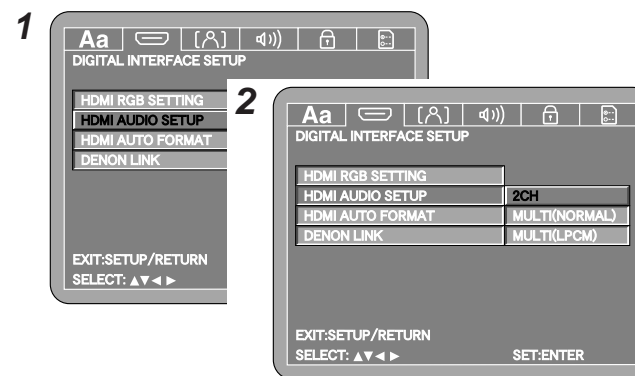 1
Aa
DIGITAL INTERFACE SETUP
HDMI RGB SETTING
HDMI AUDIO SETUP
HDMI AUTO FORMAT
DENON LINK
EXIT:SETUP/RETURN
SELECT: ▲▼◄ ►
2
Aa
DIGITAL INTERFACE SETUP
HDMI RGB SETTING
HDMI AUDIO SETUP 2CH
HDMI AUTO FORMAT MULTI(NORMAL)
DENON LINK MULTI(LPCM)
EXIT:SETUP/RETURN
SELECT: ▲▼◄ ► SET:ENTER